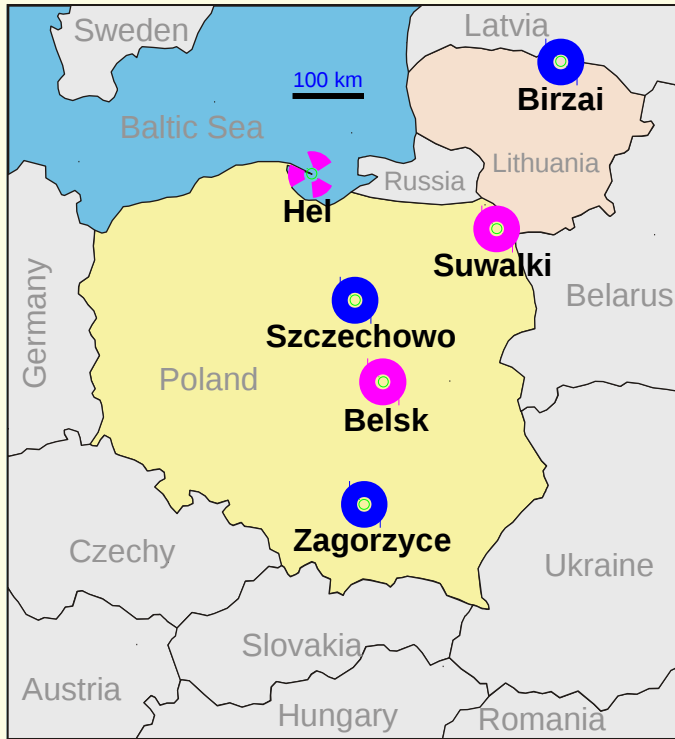 Sweden
Latvia
100 km
Birzai
Baltic Sea
Lithuania
Russia
Hel
Suwalki
Germany
Belarus
Szczechowo
Poland
Belsk
Zagorzyce
Czechy
Ukraine
Slovakia
Austria
Hungary
Romania